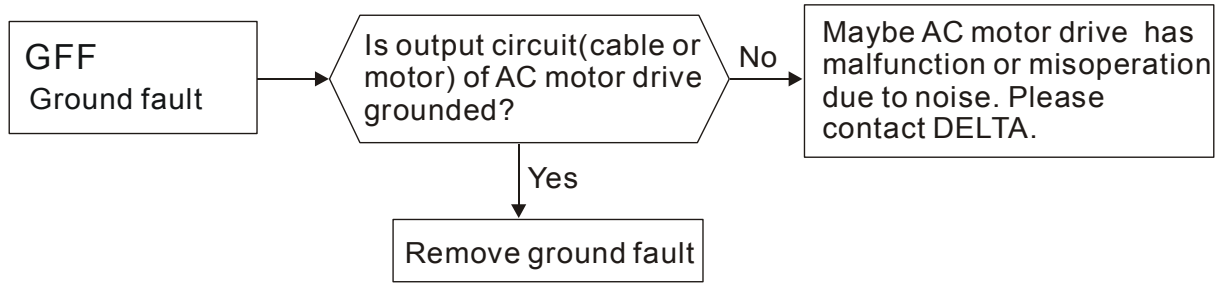 GFF
Ground fault
Is output circuit(cable or
motor) of AC motor drive
grounded?
No
Maybe AC motor drive has
malfunction or misoperation
due to noise. Please
contact DELTA.
Yes
Remove ground fault